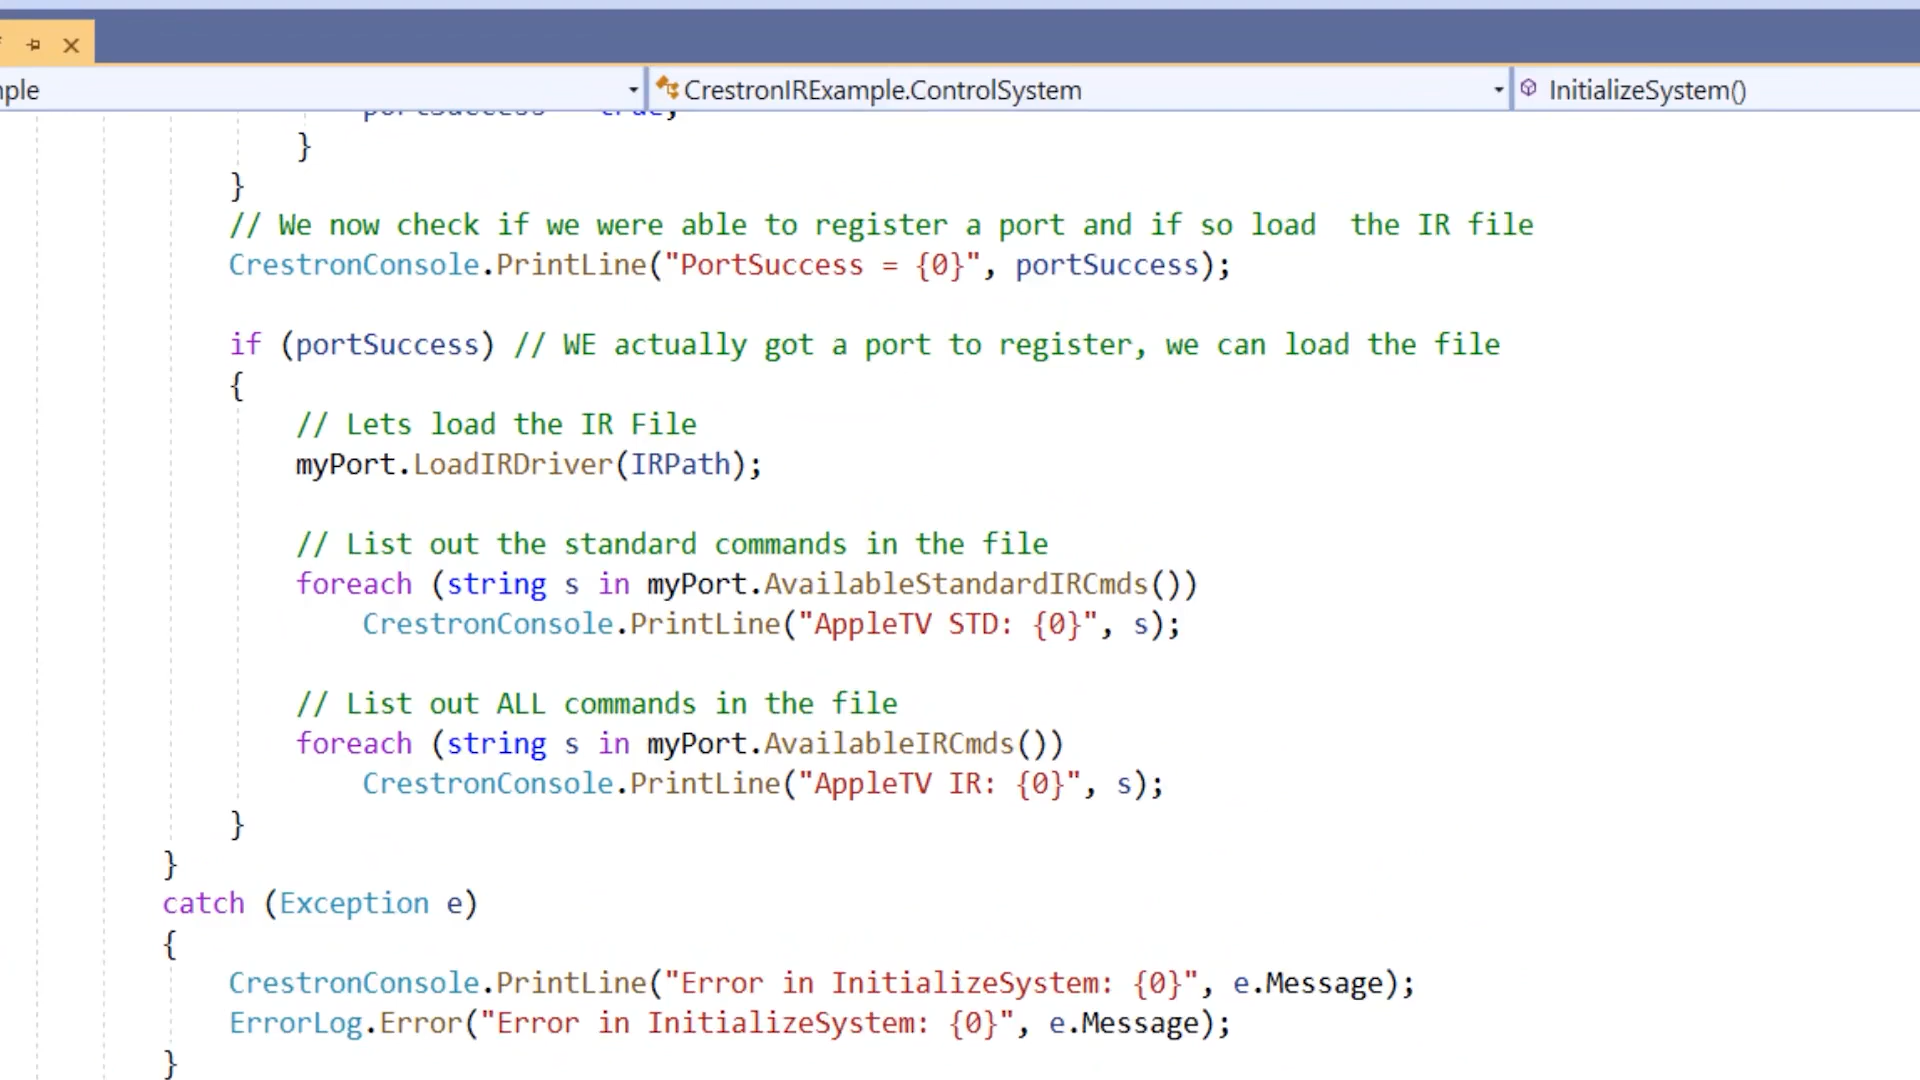 CrestronIRExample.ControlSystem
InitializeSystem()
}
}
// We now check if we were able to register a port and if so load  the IR file
CrestronConsole.PrintLine("PortSuccess = {0}", portSuccess);
if (portSuccess) // WE actually got a port to register, we can load the file
{
// Lets load the IR File
myPort.LoadIRDriver(IRPath);
// List out the standard commands in the file
foreach (string s in myPort.AvailableStandardIRCmds())
CrestronConsole.PrintLine("AppleTV STD: {0}", s);
// List out ALL commands in the file
foreach (string s in myPort.AvailableIRCmds())
CrestronConsole.PrintLine("AppleTV IR: {0}", s);
}
}
catch (Exception e)
{
CrestronConsole.PrintLine("Error in InitializeSystem: {0}", e.Message);
ErrorLog.Error("Error in InitializeSystem: {0}", e.Message);
}